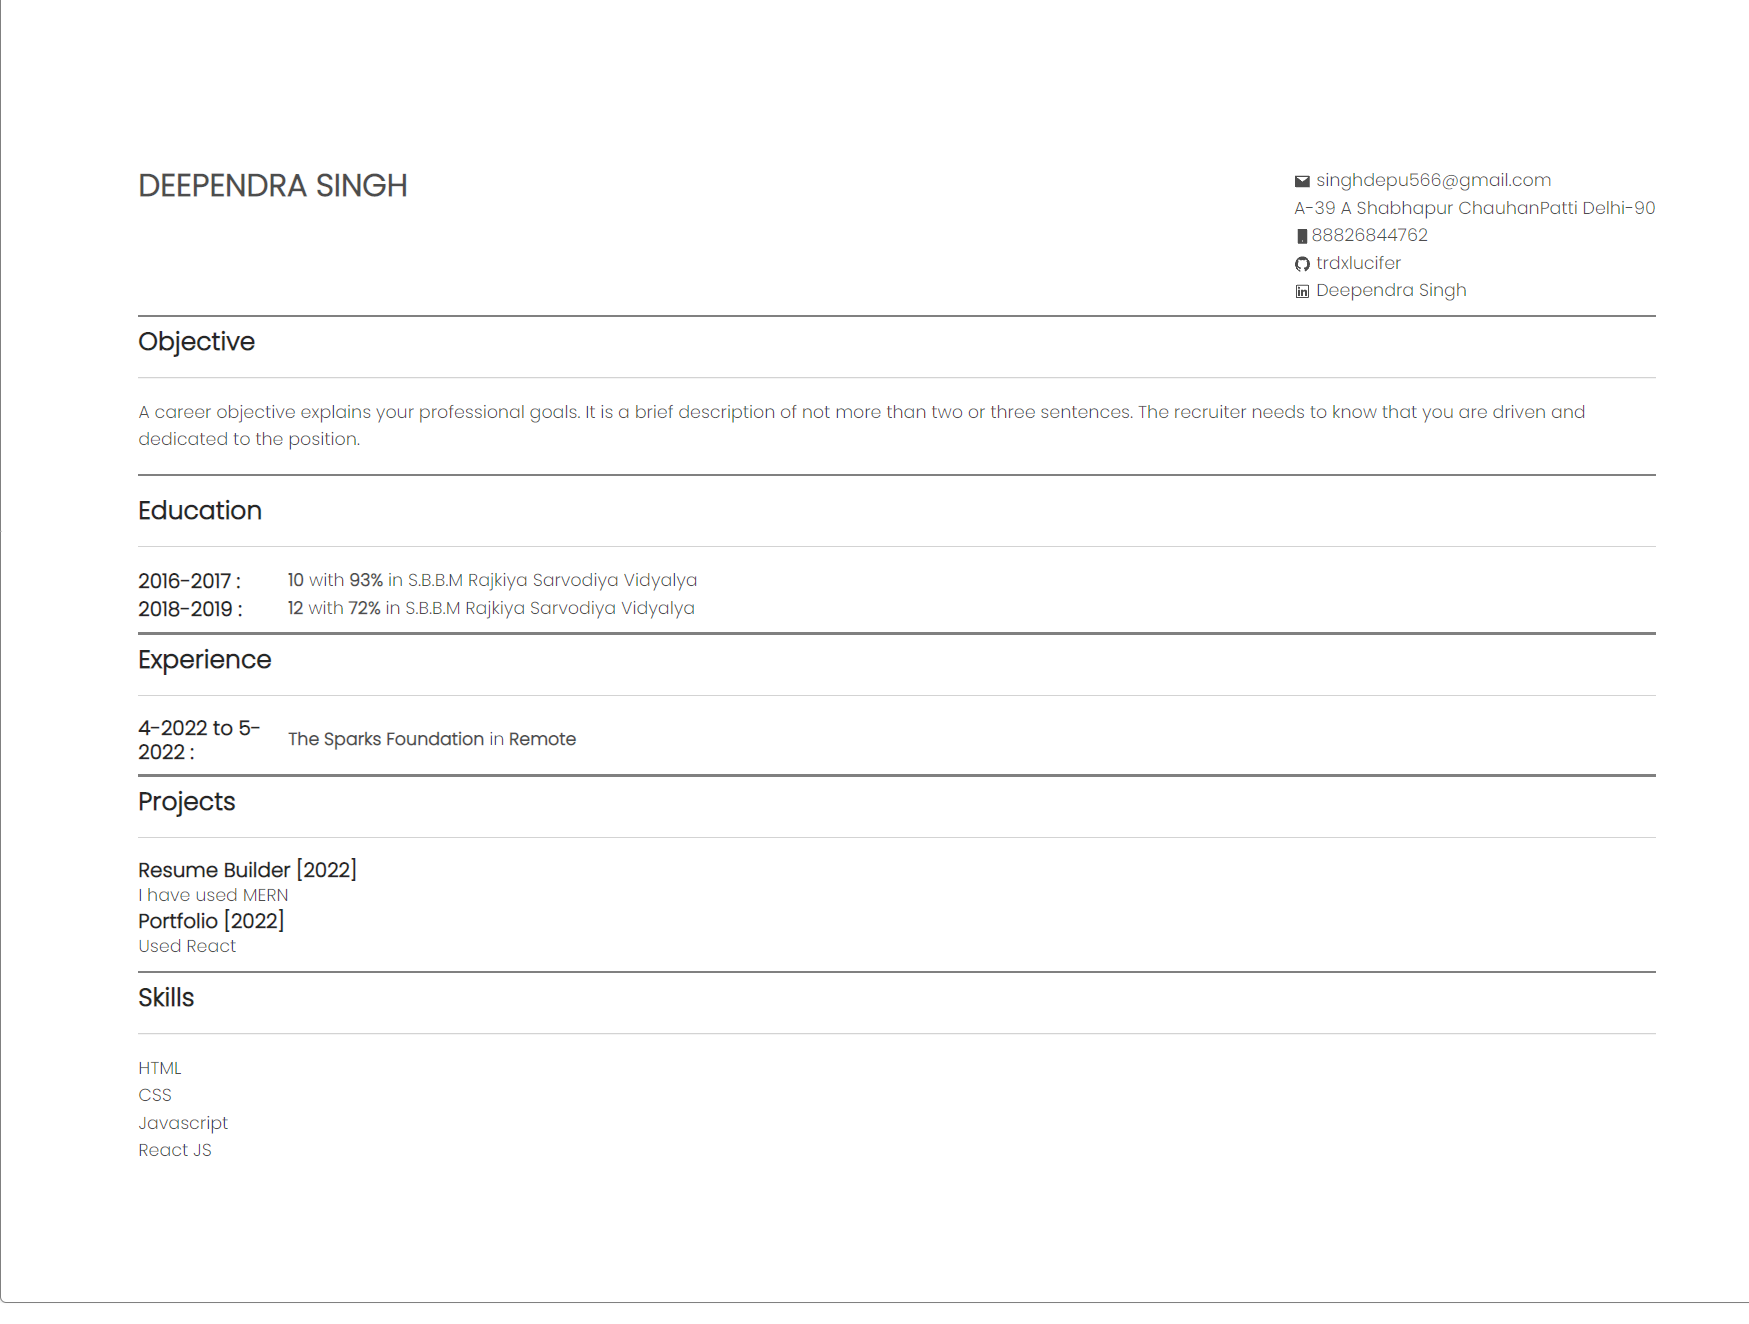 DEEPENDRA SINGH
singhdepu566@gmail.com
A-39 A Shabhapur ChauhanPatti Delhi-90
88826844762
trdxlucifer
Deependra Singh
Objective
A career objective explains your professional goals. It is a brief description of not more than two or three sentences. The recruiter needs to know that you are driven and
dedicated to the position.
Education
2016-2017 : 10 with 93% in S.B.B.M Rajkiya Sarvodiya Vidyalya
2018-2019 : 12 with 72% in S.B.B.M Rajkiya Sarvodiya Vidyalya
Experience
4-2022 to 5-
2022 :
The Sparks Foundation in Remote
Projects
Resume Builder [2022]
I have used MERN
Portfolio [2022]
Used React
Skills
HTML
CSS
Javascript
React JS